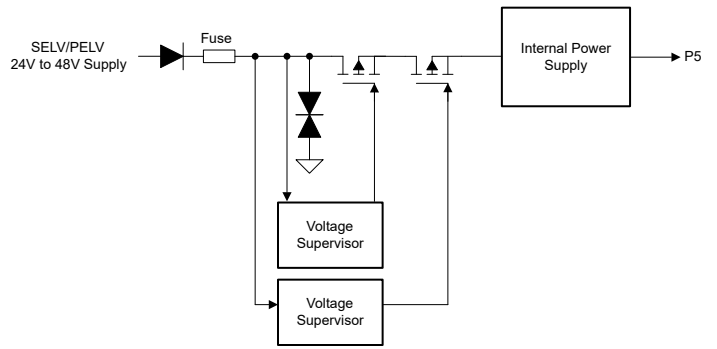 SELV/PELV
24V to 48V Supply
Fuse
Internal Power
Supply
P5
Voltage
Supervisor
Voltage
Supervisor